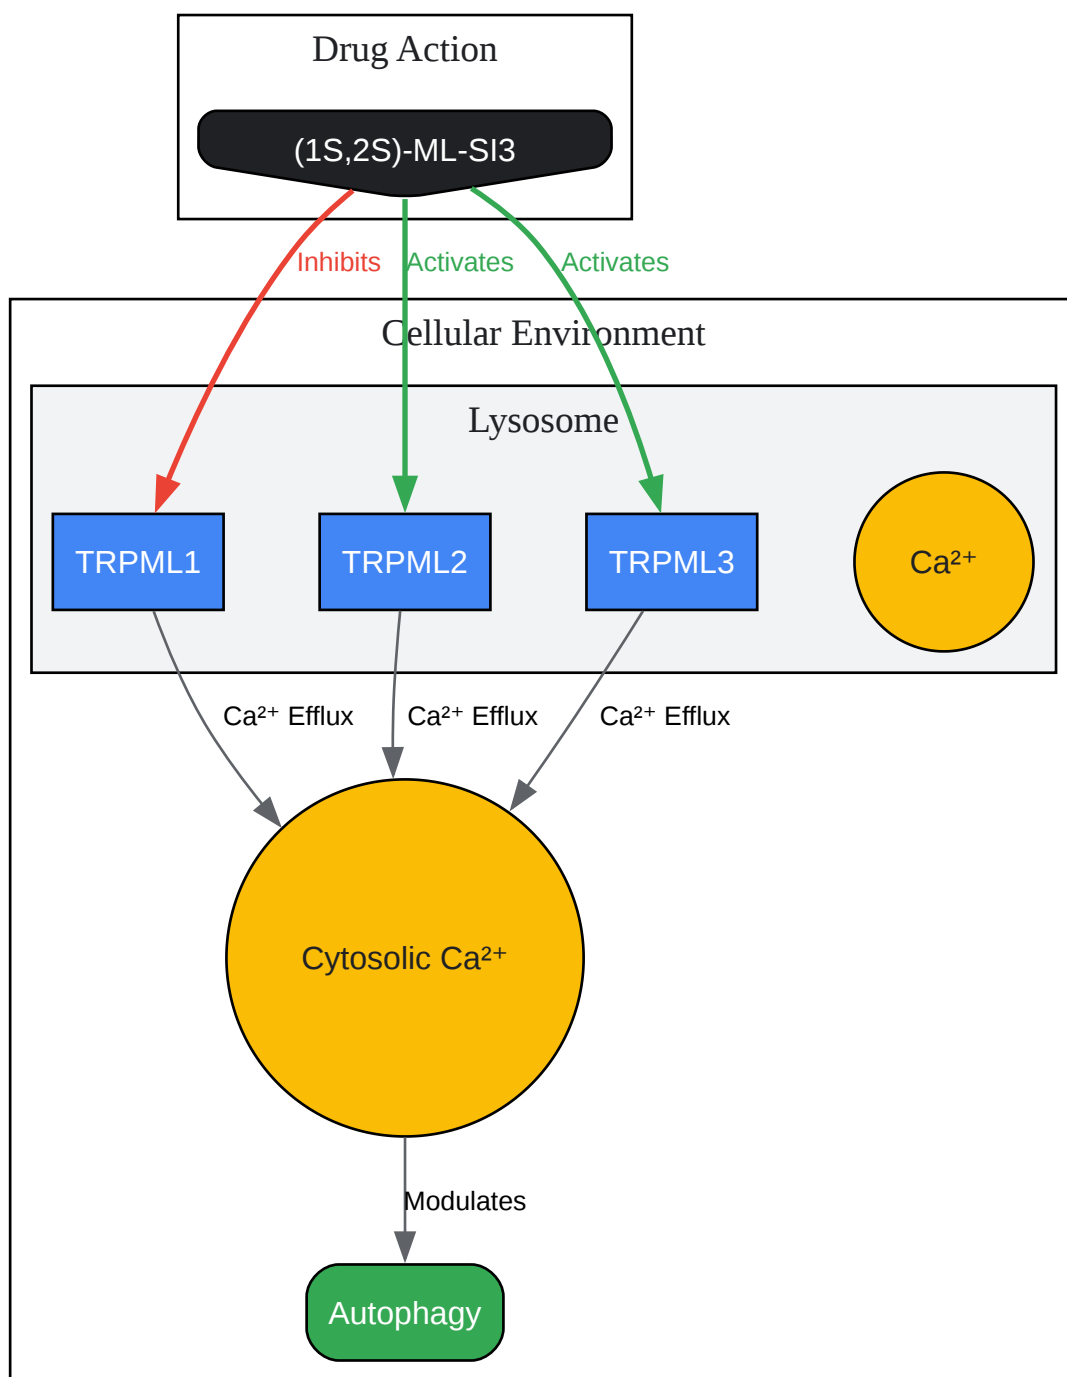 Drug Action
(1S,2S)-ML-SI3
Inhibits
Activates
Activates
Cellular Environment
Lysosome
TRPML1
TRPML2
TRPML3
Ca²⁺
Ca²⁺ Efflux
Ca²⁺ Efflux
Ca²⁺ Efflux
Cytosolic Ca²⁺
Modulates
Autophagy